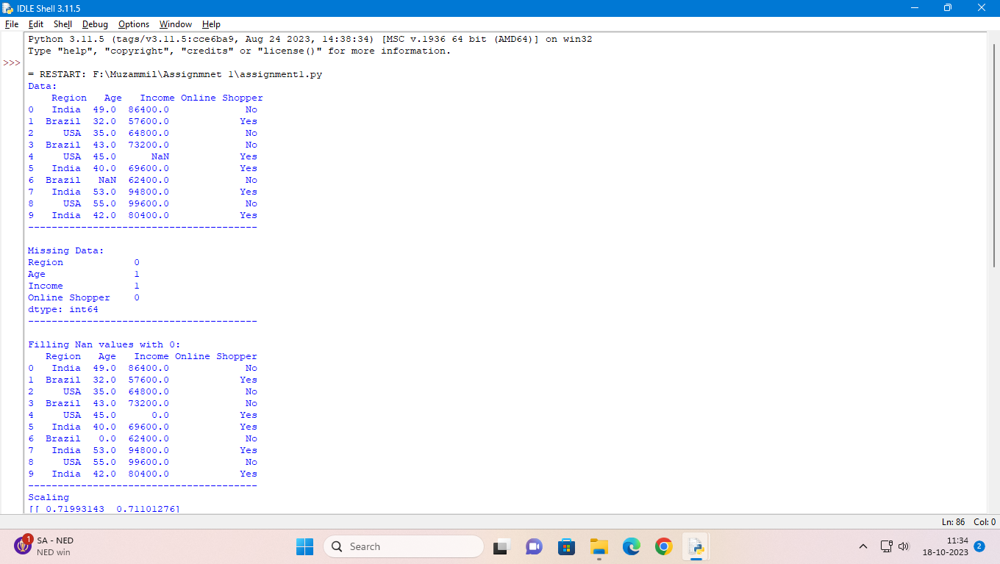 IDLE Shell 3.11.5
File Edit Shell Debug Options Window Help
Python 3.11.5 (tags/v3.11.5:cce6ba9, Aug 24 2023, 14:38:34) [MSC v.1936 64 bit (AMD64)] on win32
Type "help", "copyright", "credits" or "license()" for more information.
>>>
= RESTART: F:\Muzammil\Assignmnet 1\assignment1.py
Data:
    Region   Age   Income Online Shopper
0   India  49.0  86400.0             No
1  Brazil  32.0  57600.0            Yes
2     USA  35.0  64800.0             No
3  Brazil  43.0  73200.0             No
4     USA  45.0      NaN            Yes
5   India  40.0  69600.0            Yes
6  Brazil   NaN  62400.0             No
7   India  53.0  94800.0            Yes
8     USA  55.0  99600.0             No
9   India  42.0  80400.0            Yes
---------------------------------------
Missing Data:
Region            0
Age               1
Income            1
Online Shopper    0
dtype: int64
---------------------------------------
Filling Nan values with 0:
   Region   Age   Income Online Shopper
0   India  49.0  86400.0             No
1  Brazil  32.0  57600.0            Yes
2     USA  35.0  64800.0             No
3  Brazil  43.0  73200.0             No
4     USA  45.0      0.0            Yes
5   India  40.0  69600.0            Yes
6  Brazil   0.0  62400.0             No
7   India  53.0  94800.0            Yes
8     USA  55.0  99600.0             No
9   India  42.0  80400.0            Yes
---------------------------------------
Scaling
[[ 0.71993143  0.71101276]
Ln: 86 Col: 0
1
SA - NED
NED win
Search
11:34
18-10-2023
2